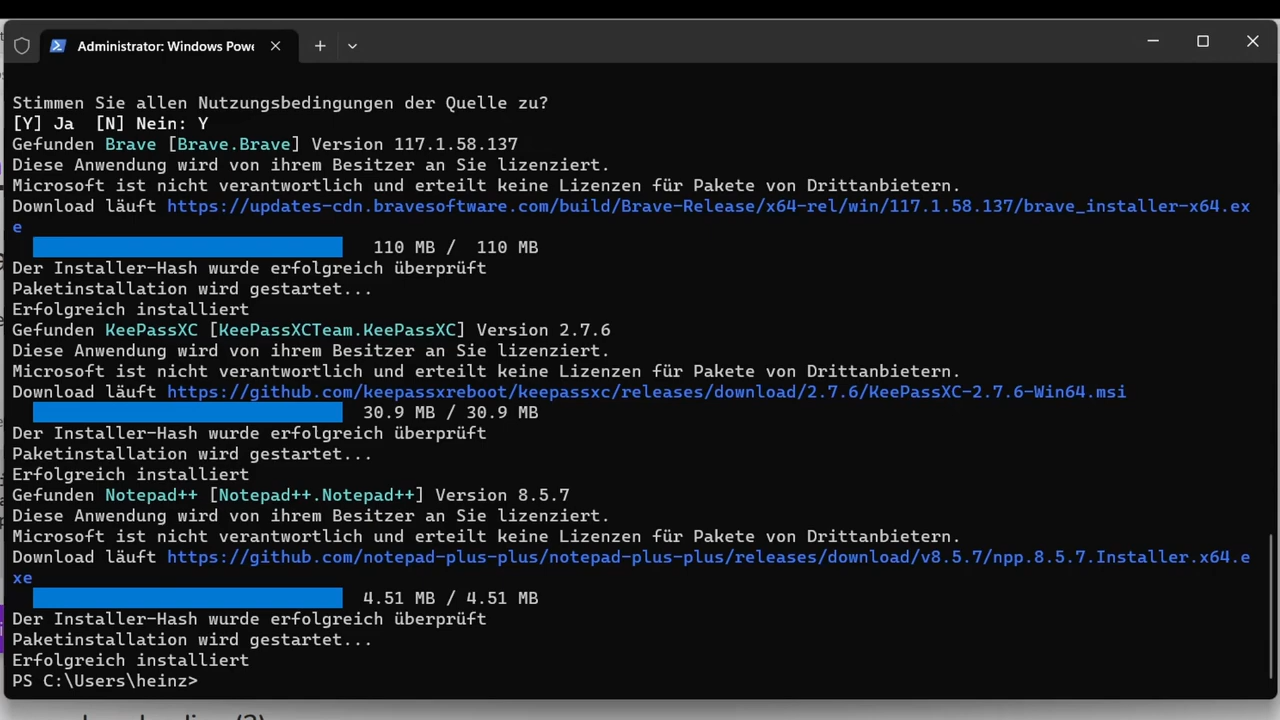 Administrator: Windows Powe
Stimmen Sie allen Nutzungsbedingungen der Quelle zu?
[Y] Ja  [N] Nein: Y
Gefunden Brave [Brave.Brave] Version 117.1.58.137
Diese Anwendung wird von ihrem Besitzer an Sie lizenziert.
Microsoft ist nicht verantwortlich und erteilt keine Lizenzen für Pakete von Drittanbietern.
Download läuft https://updates-cdn.bravesoftware.com/build/Brave-Release/x64-rel/win/117.1.58.137/brave_installer-x64.ex
e
110 MB /  110 MB
Der Installer-Hash wurde erfolgreich überprüft
Paketinstallation wird gestartet...
Erfolgreich installiert
Gefunden KeePassXC [KeePassXCTeam.KeePassXC] Version 2.7.6
Diese Anwendung wird von ihrem Besitzer an Sie lizenziert.
Microsoft ist nicht verantwortlich und erteilt keine Lizenzen für Pakete von Drittanbietern.
Download läuft https://github.com/keepassxreboot/keepassxc/releases/download/2.7.6/KeePassXC-2.7.6-Win64.msi
30.9 MB / 30.9 MB
Der Installer-Hash wurde erfolgreich überprüft
Paketinstallation wird gestartet...
Erfolgreich installiert
Gefunden Notepad++ [Notepad++.Notepad++] Version 8.5.7
Diese Anwendung wird von ihrem Besitzer an Sie lizenziert.
Microsoft ist nicht verantwortlich und erteilt keine Lizenzen für Pakete von Drittanbietern.
Download läuft https://github.com/notepad-plus-plus/notepad-plus-plus/releases/download/v8.5.7/npp.8.5.7.Installer.x64.e
xe
4.51 MB / 4.51 MB
Der Installer-Hash wurde erfolgreich überprüft
Paketinstallation wird gestartet...
Erfolgreich installiert
PS C:\Users\heinz>